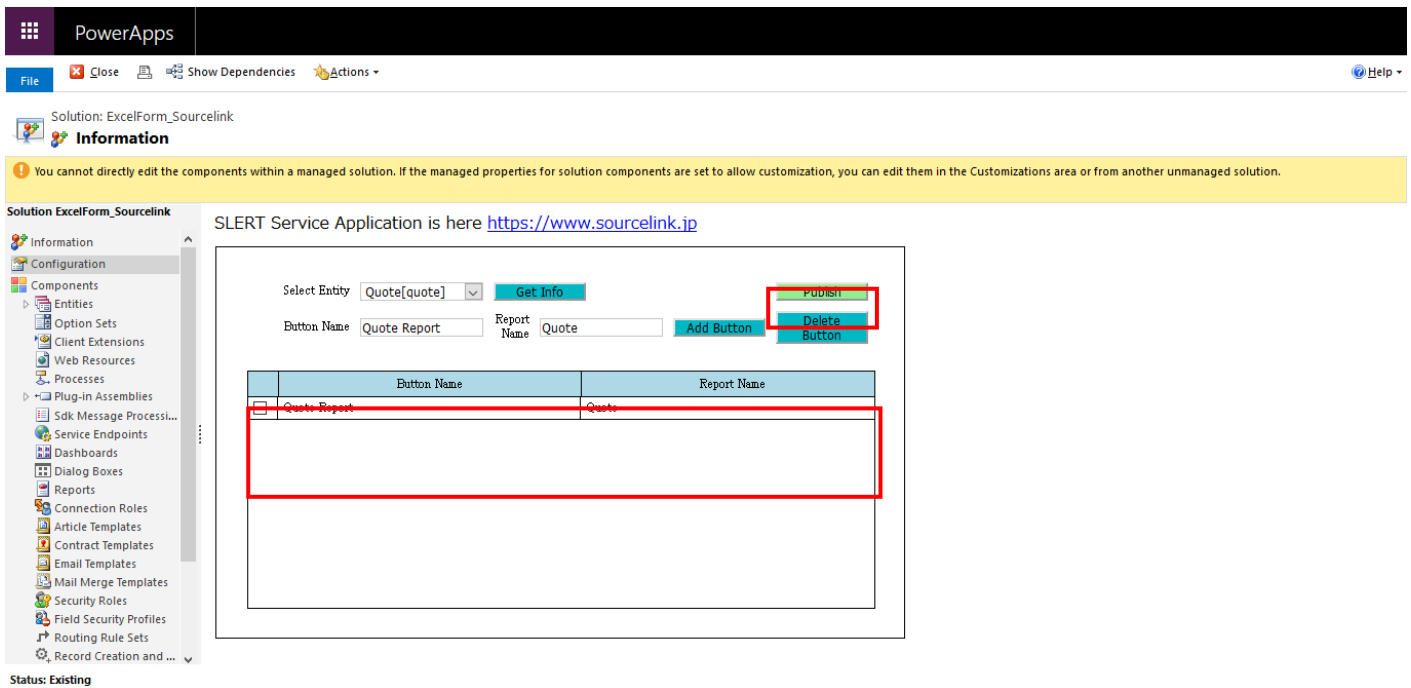 PowerApps
File
Close
Show Dependencies
Actions
Help
Solution: ExcelForm_Sourcelink
Information
You cannot directly edit the components within a managed solution. If the managed properties for solution components are set to allow customization, you can edit them in the Customizations area or from another unmanaged solution.
Solution ExcelForm_Sourcelink
Information
Configuration
Components
Entities
Option Sets
Client Extensions
Web Resources
Processes
Plug-in Assemblies
Sdk Message Processi...
Service Endpoints
Dashboards
Dialog Boxes
Reports
Connection Roles
Article Templates
Contract Templates
Email Templates
Mail Merge Templates
Security Roles
Field Security Profiles
Routing Rule Sets
Record Creation and ...
SLERT Service Application is here https://www.sourcelink.jp
Select Entity Quote[quote] Get Info Publish
Button Name Quote Report Report Name Quote Add Button Delete Button
Button Name Report Name
Quote Report Quote
Status: Existing